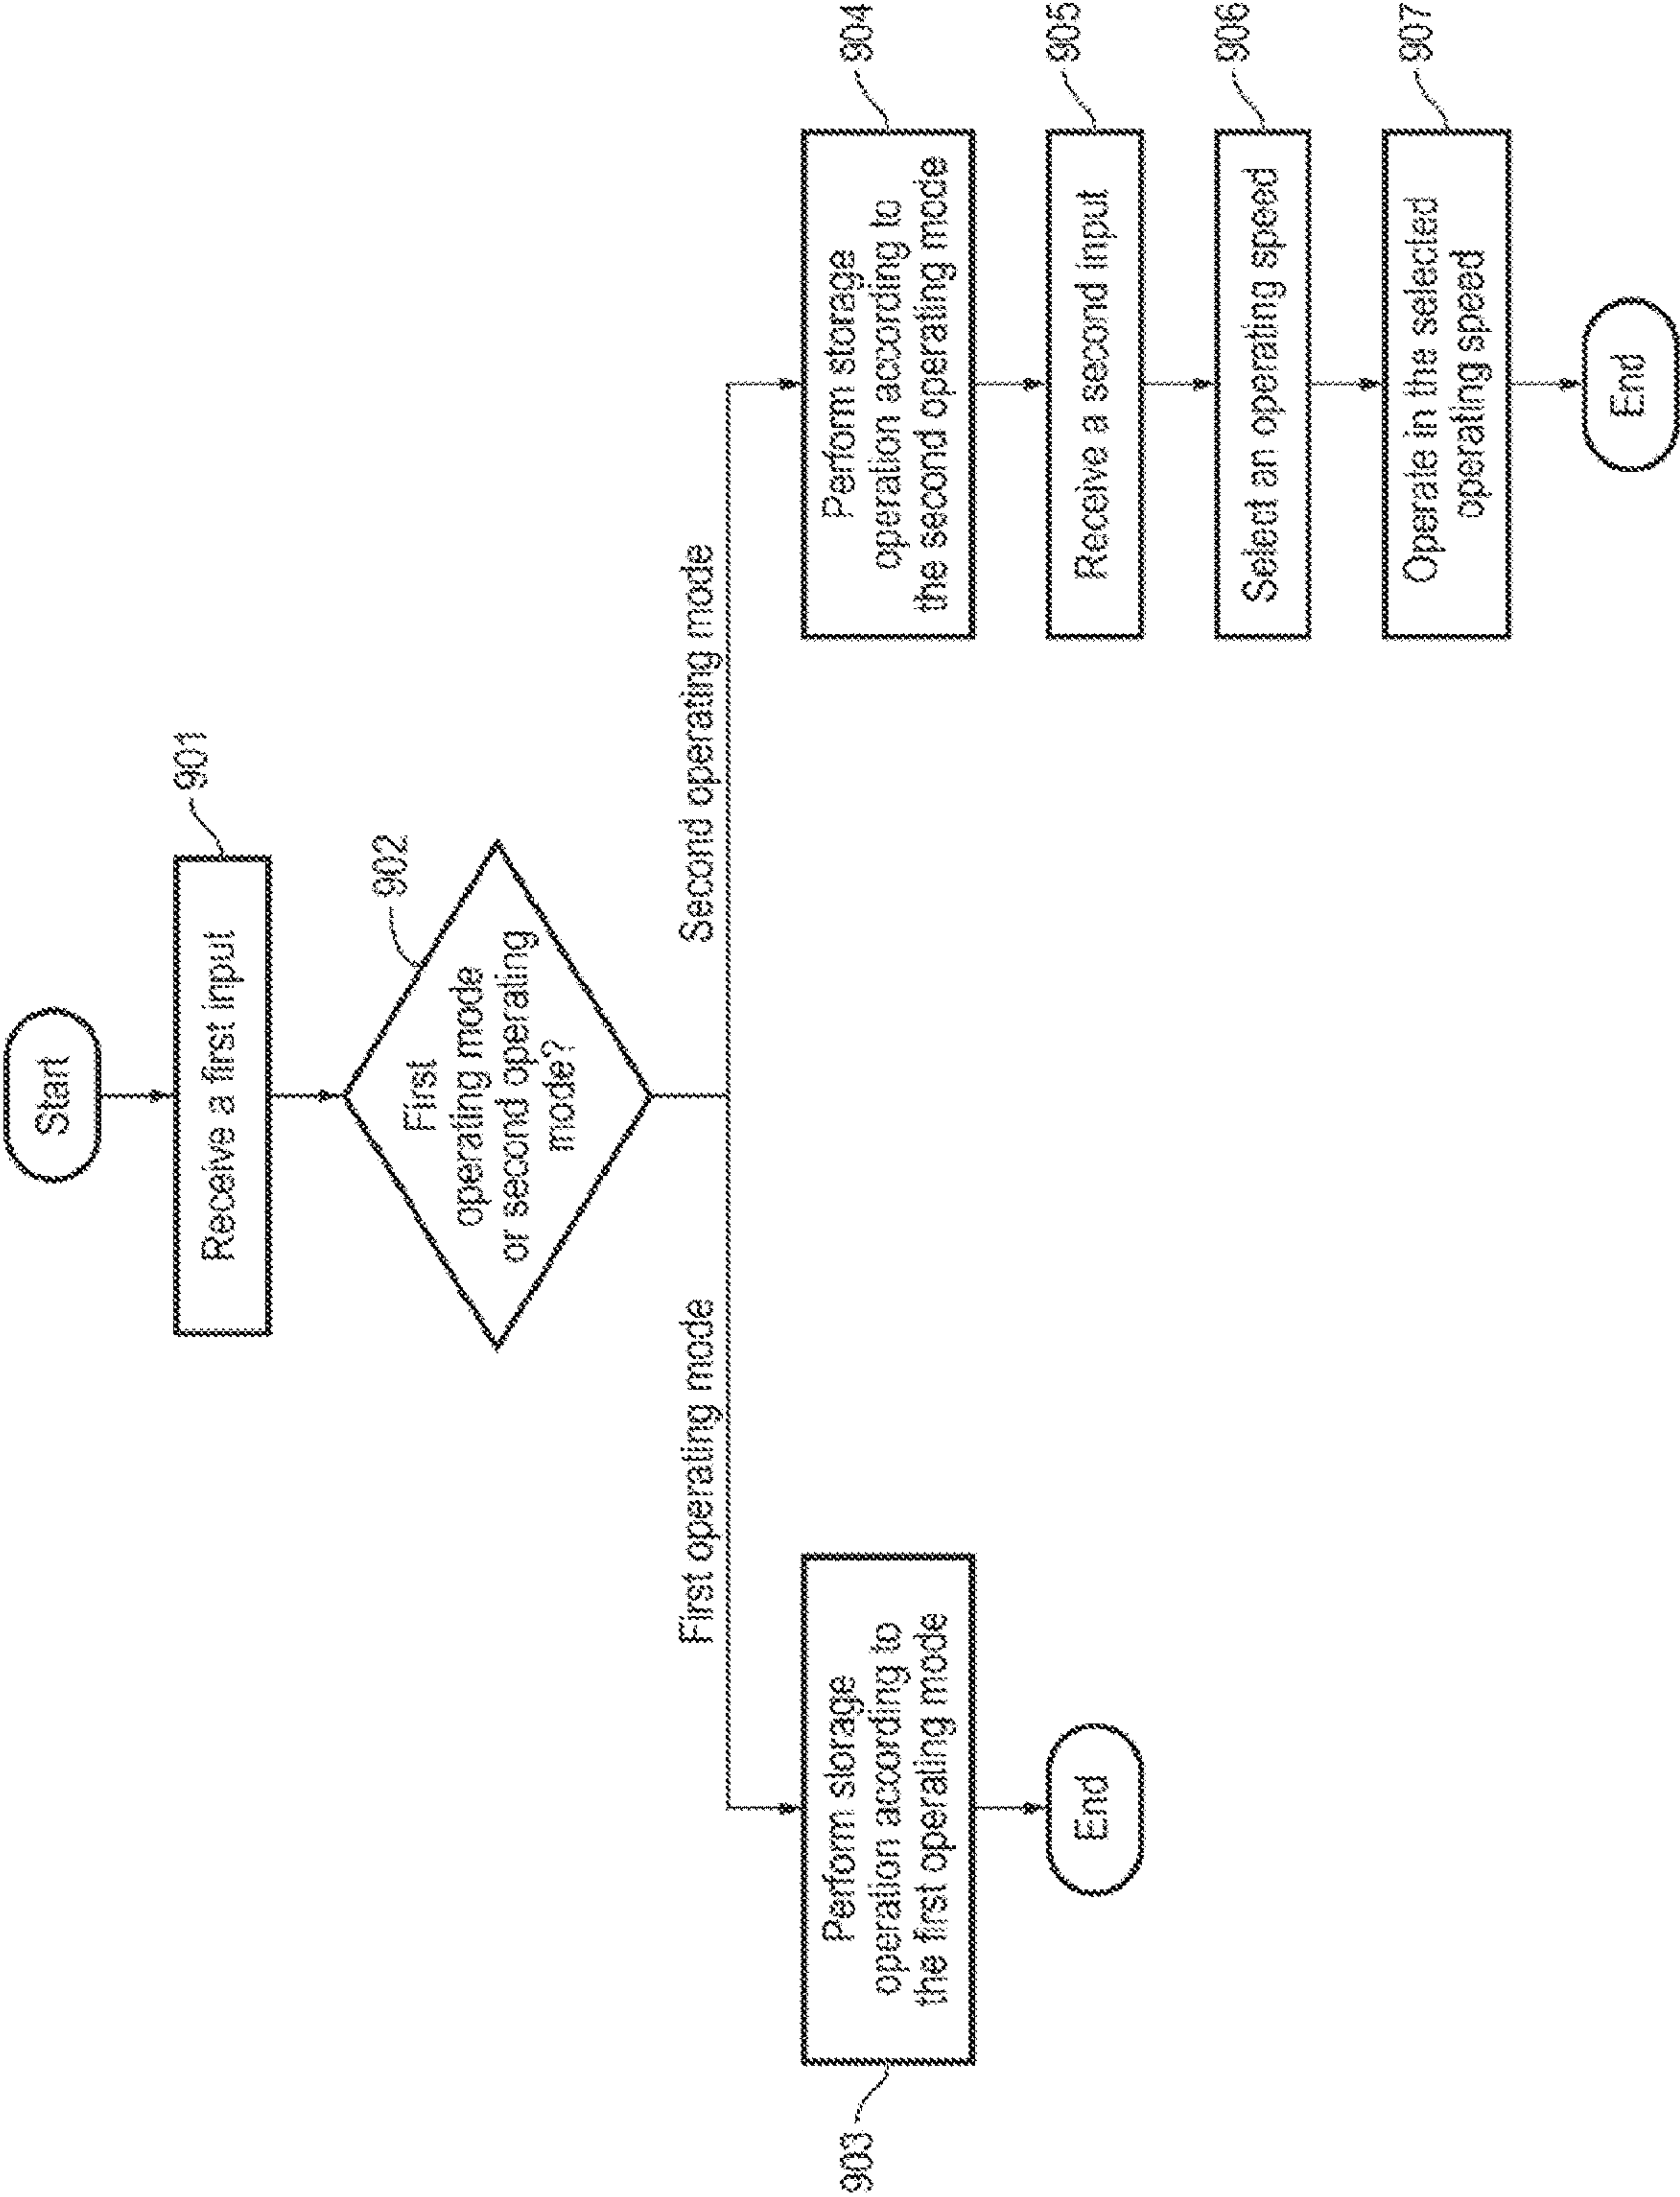 Start
Receive a first input
901
First
operating mode
or second operating
mode?
902
First operating mode
Second operating mode
Perform storage
operation according to
the first operating mode
903
End
Perform storage
operation according to
the second operating mode
904
Receive a second input
905
Select an operating speed
906
Operate in the selected
operating speed
907
End